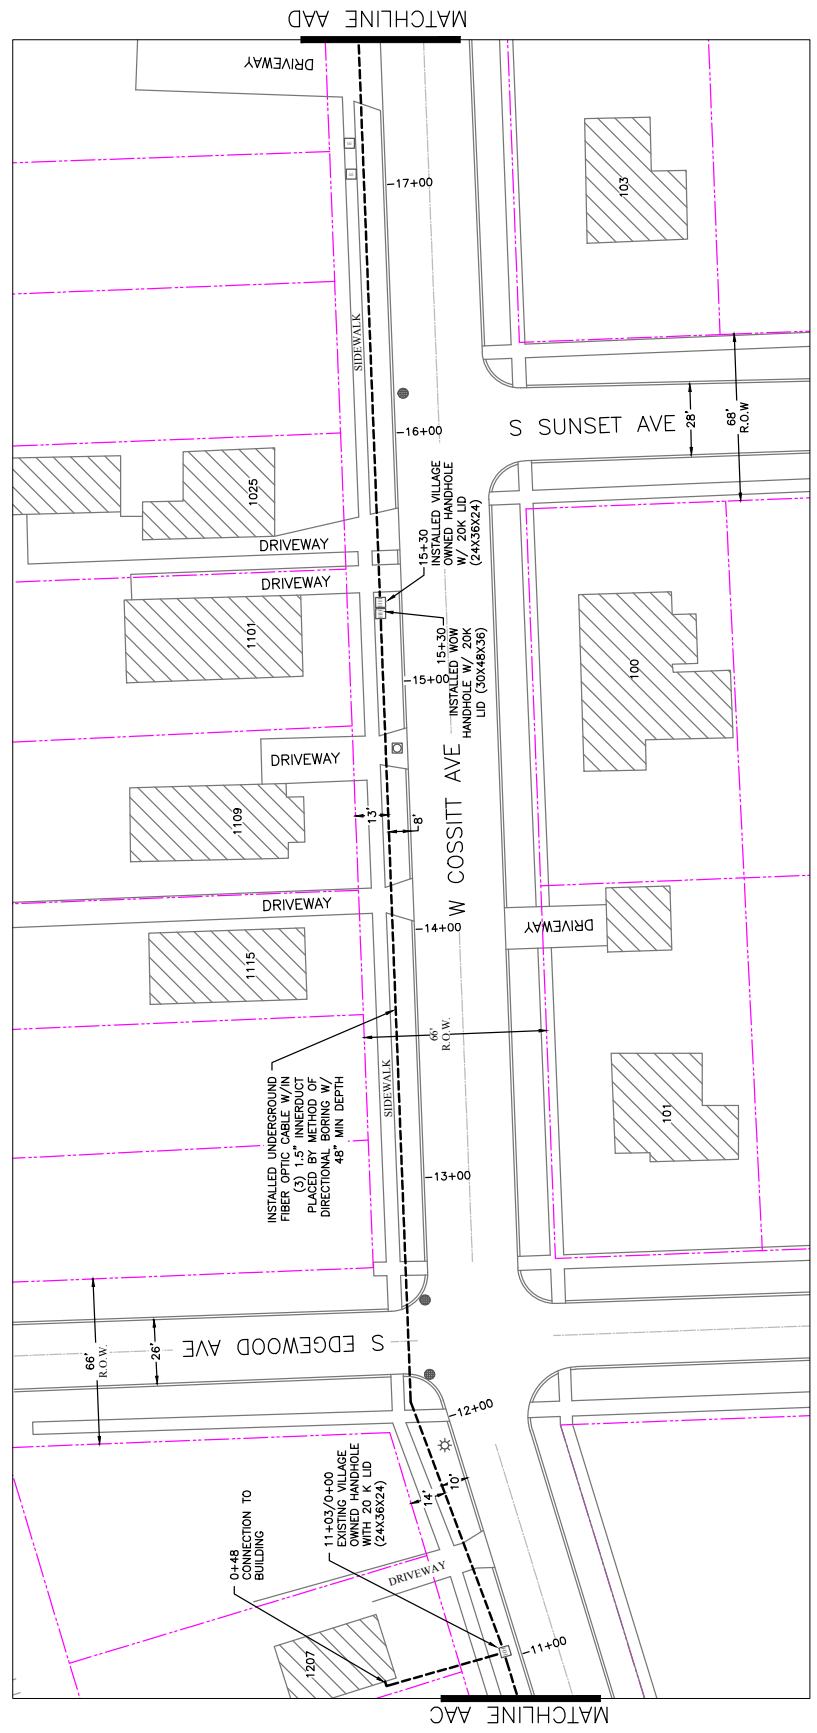 MATCHLINE AAD
DRIVEWAY
E
E
17+00
103
SIDEWALK
16+00
S SUNSET AVE
28'
68'
R.O.W
1025
DRIVEWAY
15+30
INSTALLED VILLAGE
OWNED HANDHOLE
W/ 20K LID
(24X36X24)
DRIVEWAY
1101
15+30
INSTALLED WOW
HANDHOLE W/ 20K
LID (30X48X36)
15+00
100
DRIVEWAY
W COSSITT AVE
1109
13'
8'
DRIVEWAY
14+00
DRIVEWAY
1115
66'
R.O.W.
INSTALLED UNDERGROUND
FIBER OPTIC CABLE W/IN
(3) 1.5" INNERDUCT
PLACED BY METHOD OF
DIRECTIONAL BORING W/
48" MIN DEPTH
SIDEWALK
101
13+00
S EDGEWOOD AVE
66'
R.O.W.
26'
12+00
0+48
CONNECTION TO
BUILDING
11+03/0+00
EXISTING VILLAGE
OWNED HANDHOLE
WITH 20 K LID
(24X36X24)
14'
10'
DRIVEWAY
1207
11+00
MATCHLINE AAC